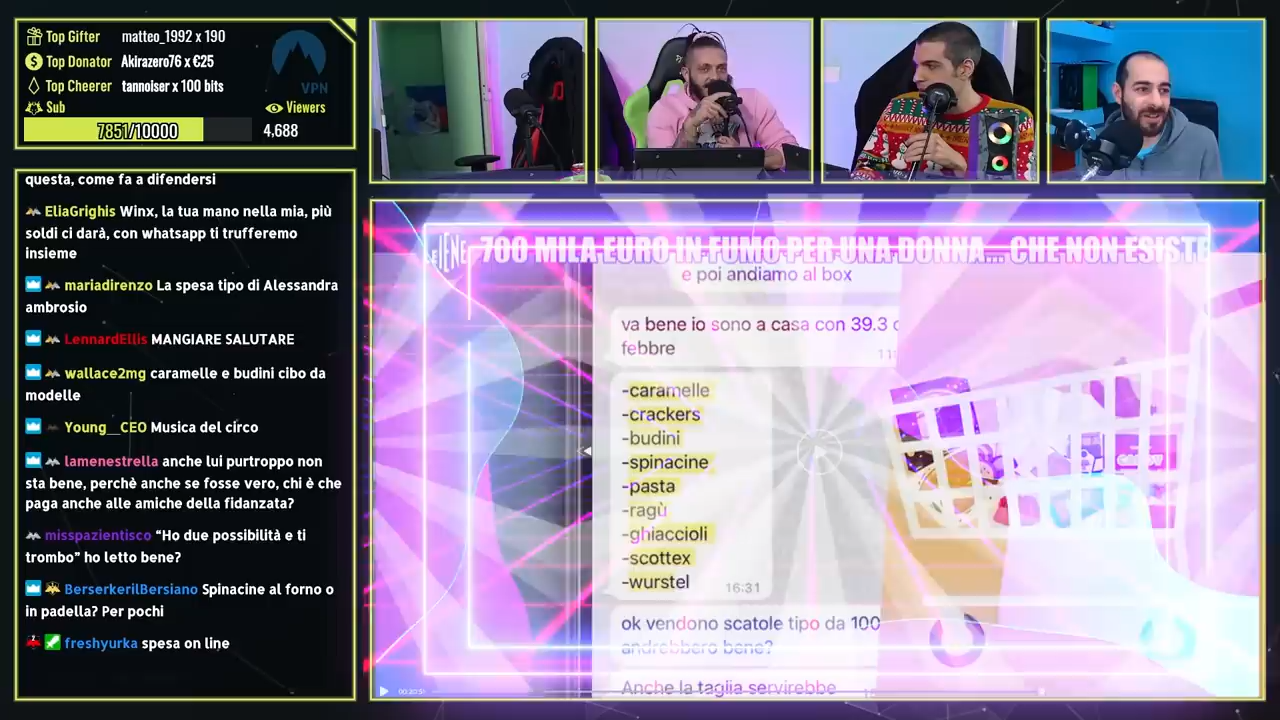 Top Gifter matteo_1992 x 190
Top Donator Akirazero76 x €25
Top Cheerer tannoiser x 100 bits
VPN
Sub Viewers
7851/10000 4,688
questa, come fa a difendersi
EliaGrighis Winx, la tua mano nella mia, più
soldi ci darà, con whatsapp ti trufferemo
insieme
mariadirenzo La spesa tipo di Alessandra
ambrosio
LennardEllis MANGIARE SALUTARE
wallace2mg caramelle e budini cibo da
modelle
Young__CEO Musica del circo
lamenestrella anche lui purtroppo non
sta bene, perchè anche se fosse vero, chi è che
paga anche alle amiche della fidanzata?
misspazientisco “Ho due possibilità e ti
trombo” ho letto bene?
BerserkerilBersiano Spinacine al forno o
in padella? Per pochi
freshyurka spesa on line
LE IENE 700 MILA EURO IN FUMO PER UNA DONNA... CHE NON ESISTE
e poi andiamo al box
va bene io sono a casa con 39.3
febbre
-caramelle
-crackers
-budini
-spinacine
-pasta
-ragù
-ghiaccioli
-scottex
-wurstel
16:31
ok vendono scatole tipo da 100
andrebbero bene?
Anche la taglia servirebbe